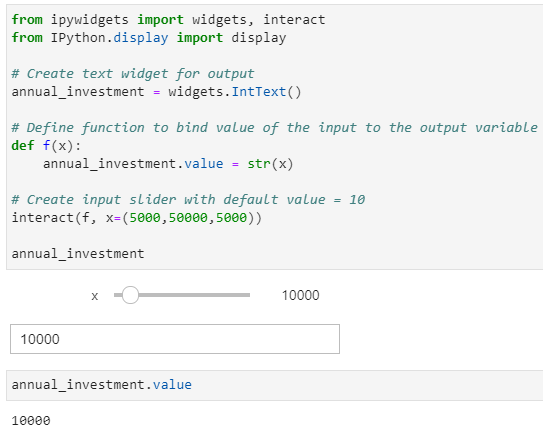 from ipywidgets import widgets, interact
from IPython.display import display
# Create text widget for output
annual_investment = widgets.IntText()
# Define function to bind value of the input to the output variable
def f(x):
    annual_investment.value = str(x)
# Create input slider with default value = 10
interact(f, x=(5000,50000,5000))
annual_investment
x 10000
10000
annual_investment.value
10000